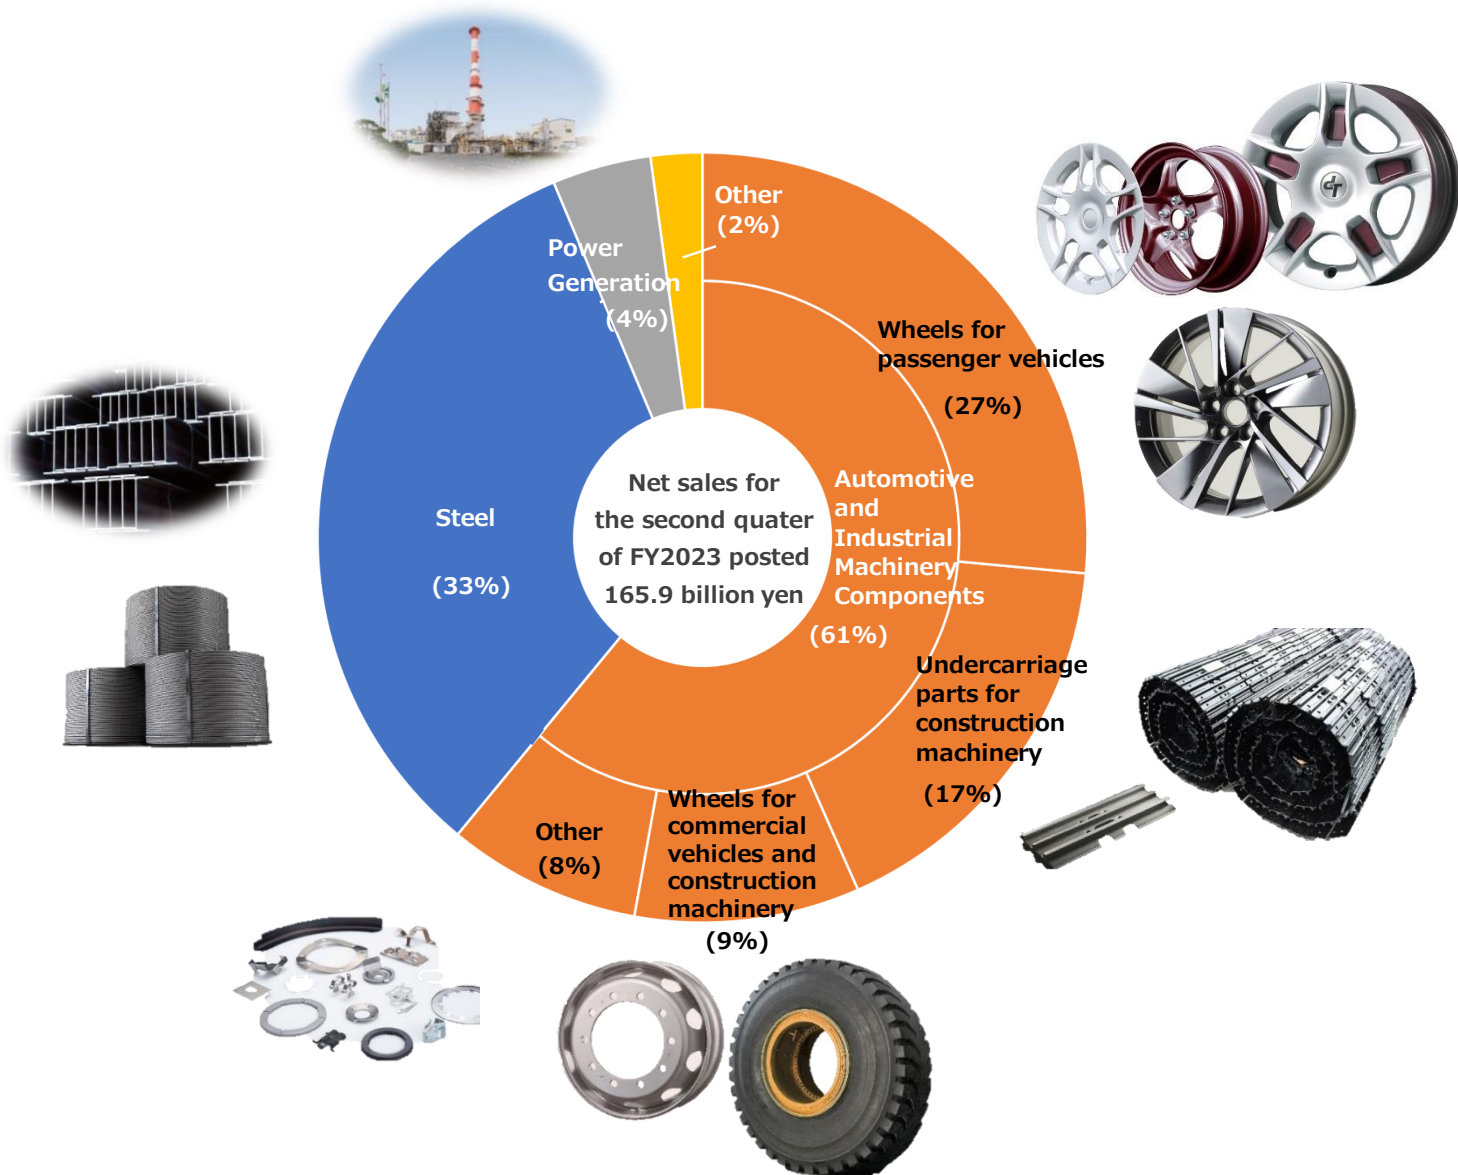 Other
(2%)
Power
Generation
(4%)
Wheels for
passenger vehicles
(27%)
Net sales for
the second quater
of FY2023 posted
165.9 billion yen
Automotive
and
Industrial
Machinery
Components
(61%)
Steel
(33%)
Undercarriage
parts for
construction
machinery
(17%)
Wheels for
commercial
vehicles and
construction
machinery
(9%)
Other
(8%)